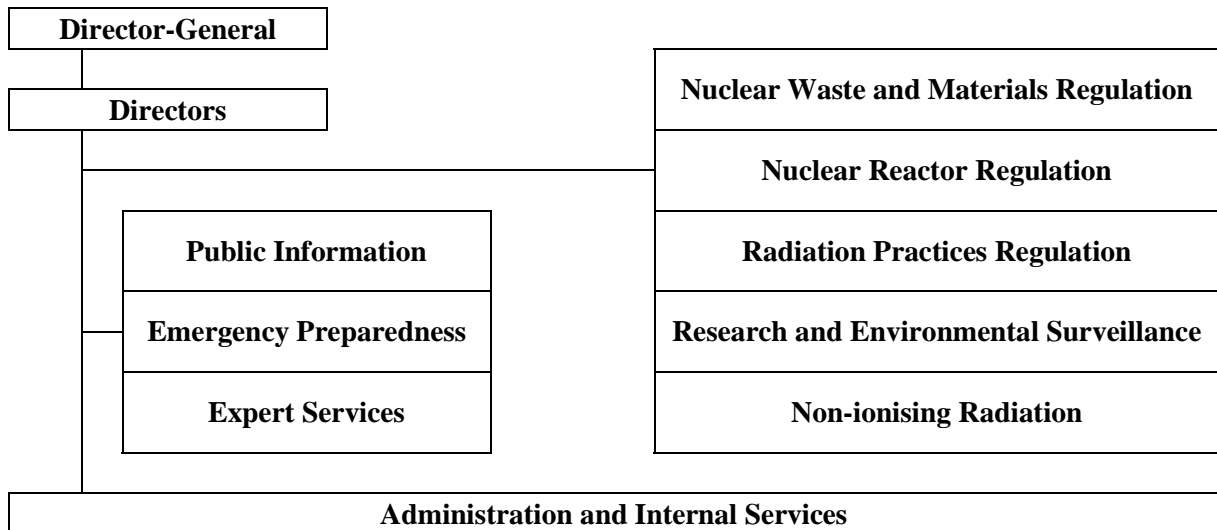 Director-General
Directors
Nuclear Waste and Materials Regulation
Nuclear Reactor Regulation
Public Information
Radiation Practices Regulation
Emergency Preparedness
Research and Environmental Surveillance
Expert Services
Non-ionising Radiation
Administration and Internal Services